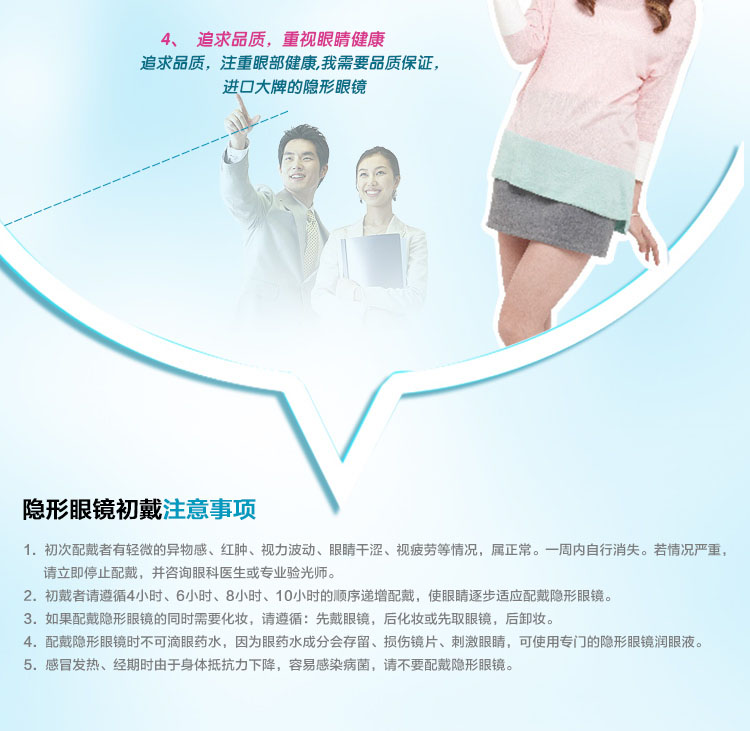 4、 追求品质，重视眼睛健康
追求品质，注重眼部健康,我需要品质保证，
进口大牌的隐形眼镜
隐形眼镜初戴注意事项
1. 初次配戴者有轻微的异物感、红肿、视力波动、眼睛干涩、视疲劳等情况，属正常。一周内自行消失。若情况严重，
请立即停止配戴，并咨询眼科医生或专业验光师。
2. 初戴者请遵循4小时、6小时、8小时、10小时的顺序递增配戴，使眼睛逐步适应配戴隐形眼镜。
3. 如果配戴隐形眼镜的同时需要化妆，请遵循：先戴眼镜，后化妆或先取眼镜，后卸妆。
4. 配戴隐形眼镜时不可滴眼药水，因为眼药水成分会存留、损伤镜片、刺激眼睛，可使用专门的隐形眼镜润眼液。
5. 感冒发热、经期时由于身体抵抗力下降，容易感染病菌，请不要配戴隐形眼镜。